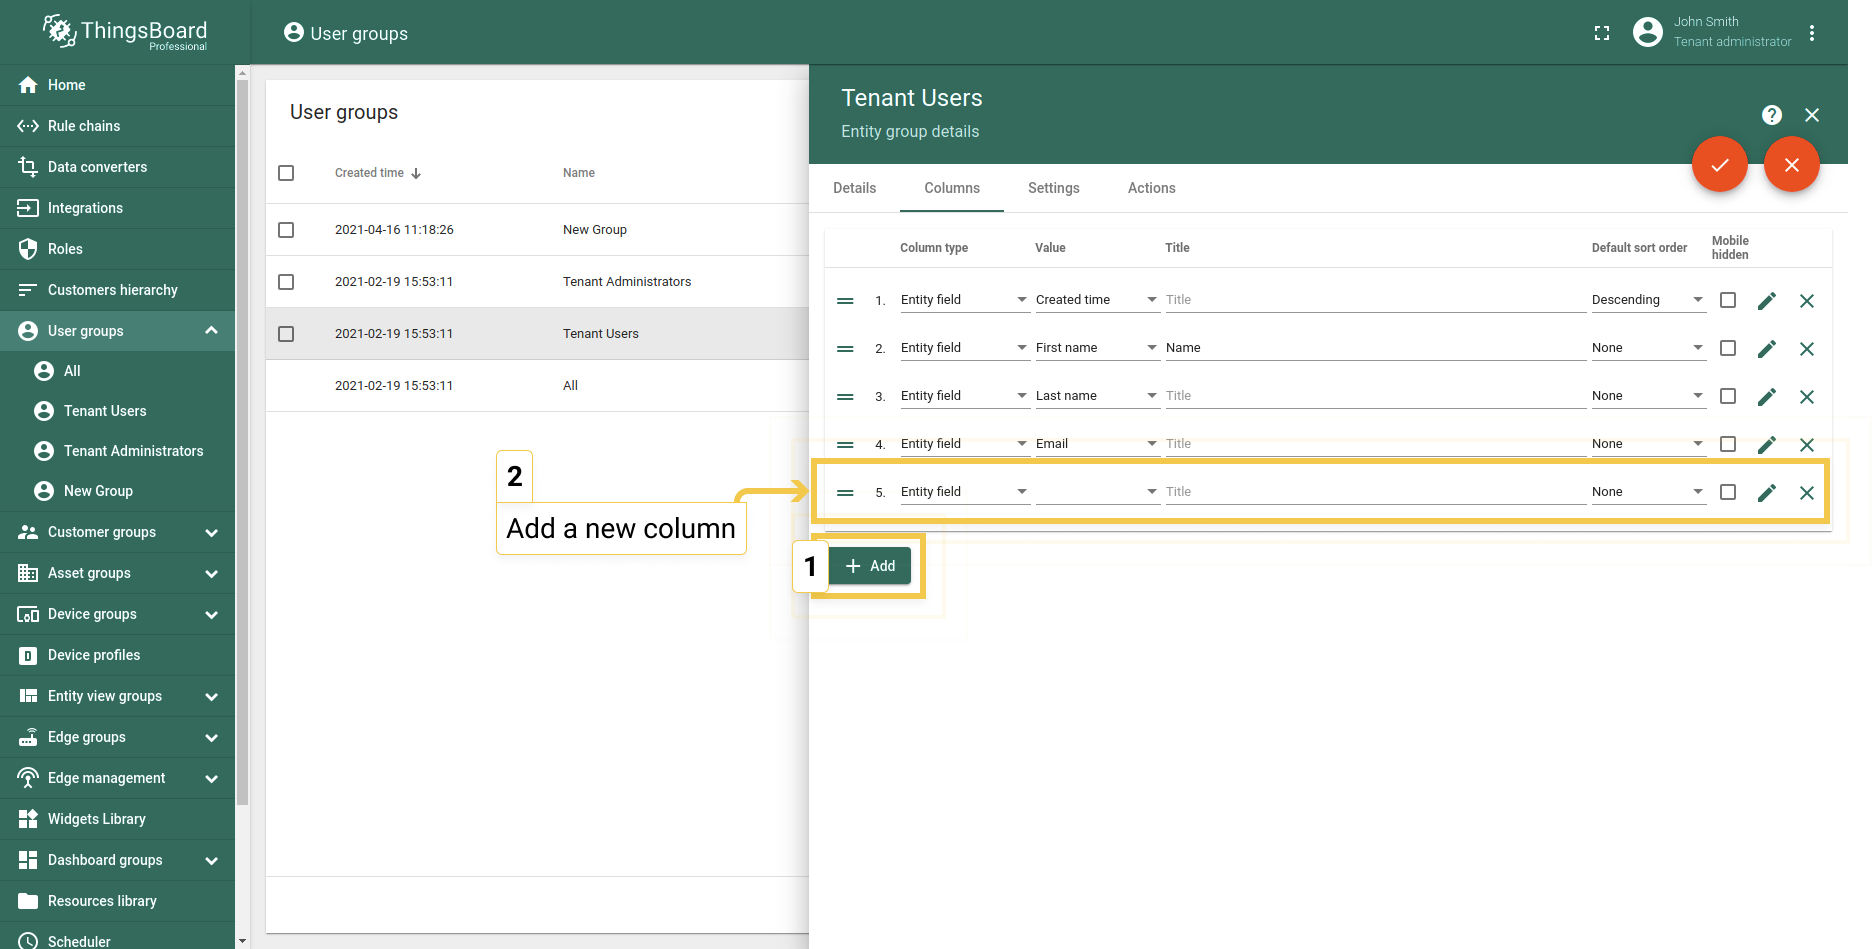 ThingsBoard
Professional
User groups
John Smith
Tenant administrator
Home
Rule chains
Data converters
Integrations
Roles
Customers hierarchy
User groups
All
Tenant Users
Tenant Administrators
New Group
Customer groups
Asset groups
Device groups
Device profiles
Entity view groups
Edge groups
Edge management
Widgets Library
Dashboard groups
Resources library
Scheduler
User groups
Created time Name
2021-04-16 11:18:26 New Group
2021-02-19 15:53:11 Tenant Administrators
2021-02-19 15:53:11 Tenant Users
2021-02-19 15:53:11 All
Tenant Users
Entity group details
Details Columns Settings Actions
Column type Value Title Default sort order Mobile
hidden
1. Entity field Created time Title Descending
2. Entity field First name Name None
3. Entity field Last name Title None
4. Entity field Email Title None
5. Entity field Title None
2
Add a new column
1
+ Add